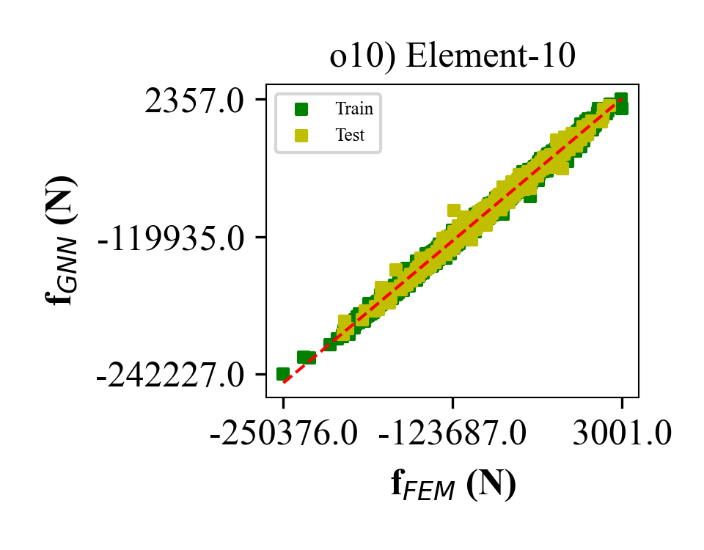 o10) Element-10
2357.0
Train
Test
-119935.0
-242227.0
f_GNN (N)
-250376.0 -123687.0 3001.0
f_FEM (N)